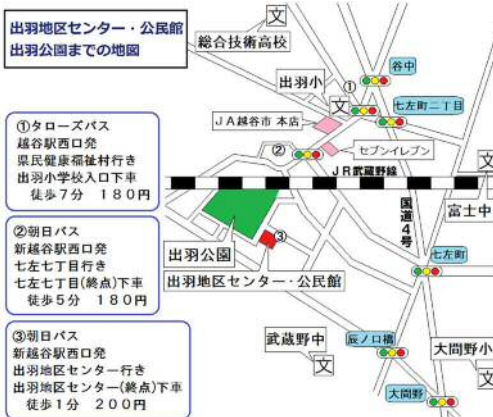 出羽地区センター・公民館
出羽公園までの地図
①タローズバス
越谷駅西口発
県民健康福祉村行き
出羽小学校入口下車
徒歩7分 180円
②朝日バス
新越谷駅西口発
七左七丁目行き
七左七丁目(終点)下車
徒歩5分 180円
③朝日バス
新越谷駅西口発
出羽地区センター行き
出羽地区センター(終点)下車
徒歩1分 200円
文
総合技術高校
谷中
出羽小
①
文
七左町二丁目
JA越谷市 本店
②
セブンイレブン
JR武蔵野線
文
富士中
国道4号
出羽公園
③
出羽地区センター・公民館
七左町
武蔵野中
文
辰ノ口橋
大間野小
文
大間野